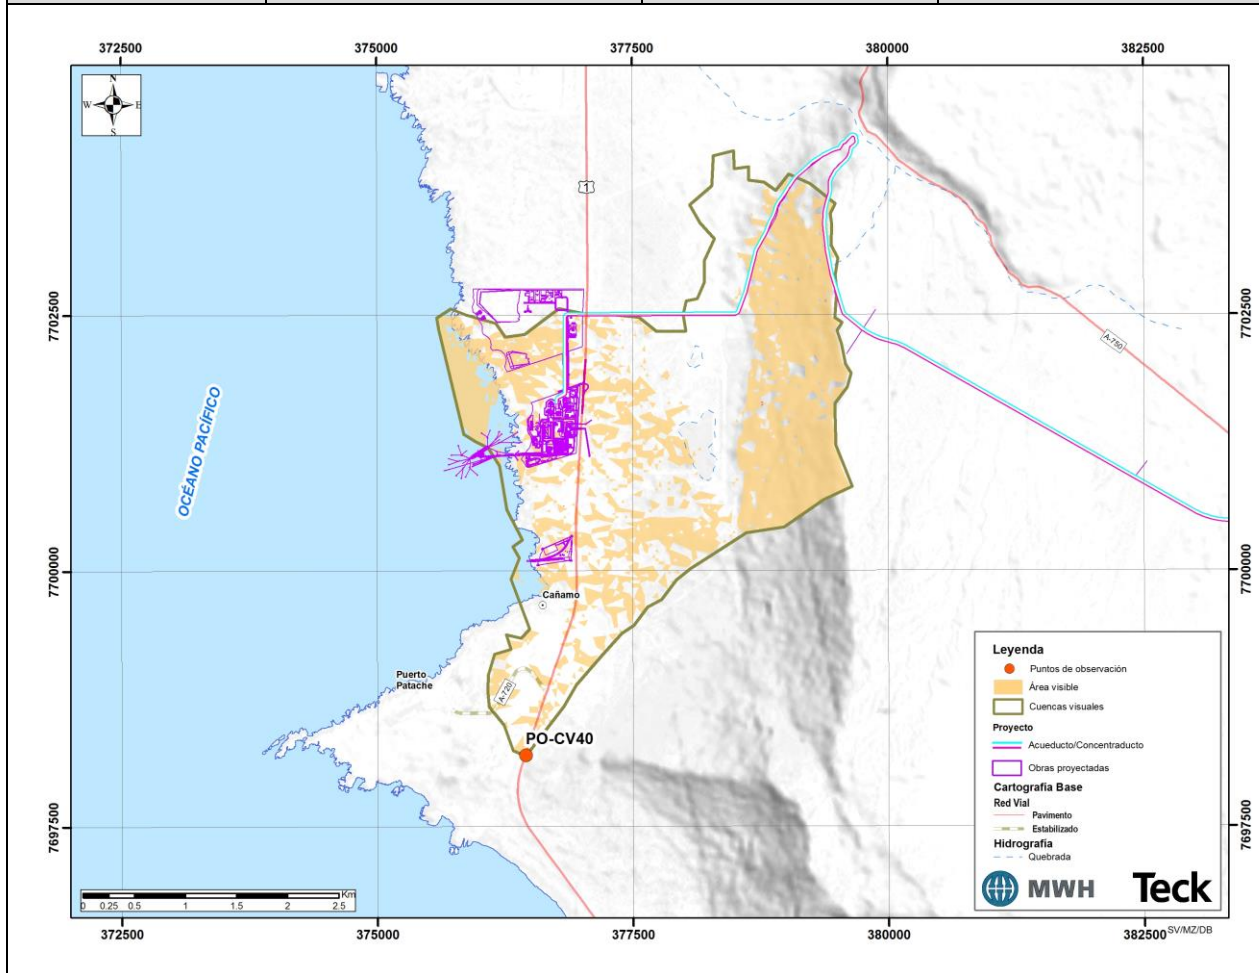 372500 375000 377500 380000 382500
N
W E
S
1
7702500 7702500
A-750
OCÉANO PACÍFICO
7700000 7700000
Cañamo
Puerto
Patache
A-720
PO-CV40
7697500 7697500
Leyenda
Puntos de observación
Área visible
Cuencas visuales
Proyecto
Acueducto/Concentraducto
Obras proyectadas
Cartografía Base
Red Vial
Pavimento
Estabilizado
Hidrografía
Quebrada
MWH Teck
Km
0 0.25 0.5 1 1.5 2 2.5
372500 375000 377500 380000 382500
SV/MZ/DB